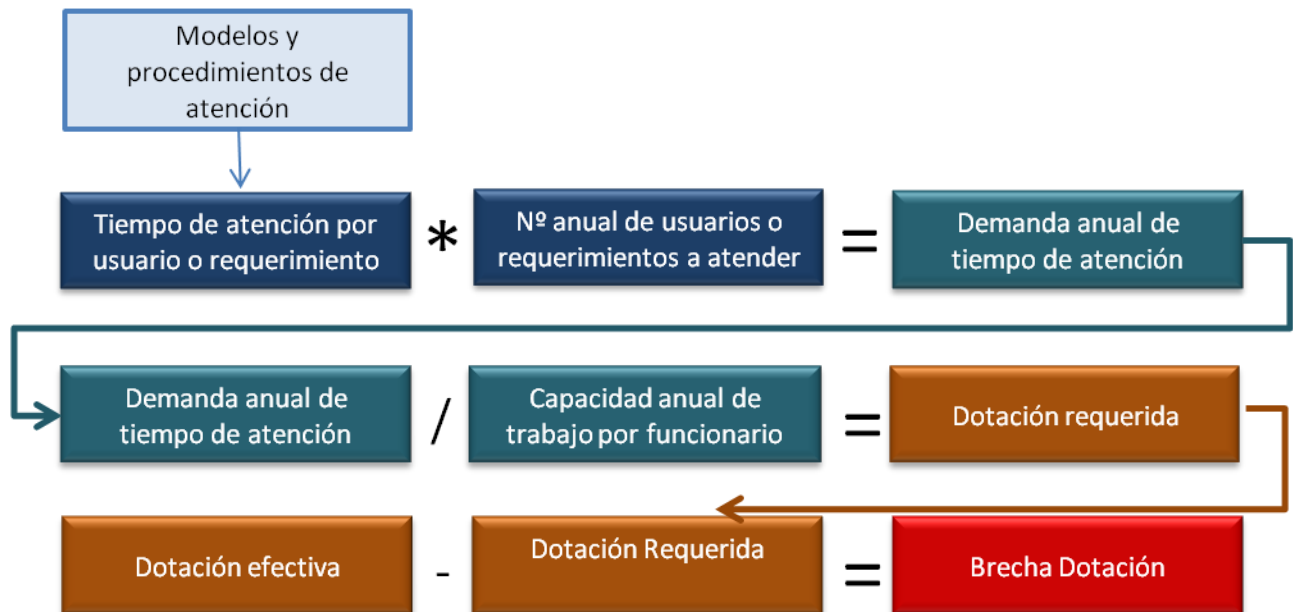 Modelos y
procedimientos de
atención
Tiempo de atención por
usuario o requerimiento
*
Nº anual de usuarios o
requerimientos a atender
=
Demanda anual de
tiempo de atención
Demanda anual de
tiempo de atención
/
Capacidad anual de
trabajo por funcionario
=
Dotación requerida
Dotación efectiva
-
Dotación Requerida
=
Brecha Dotación